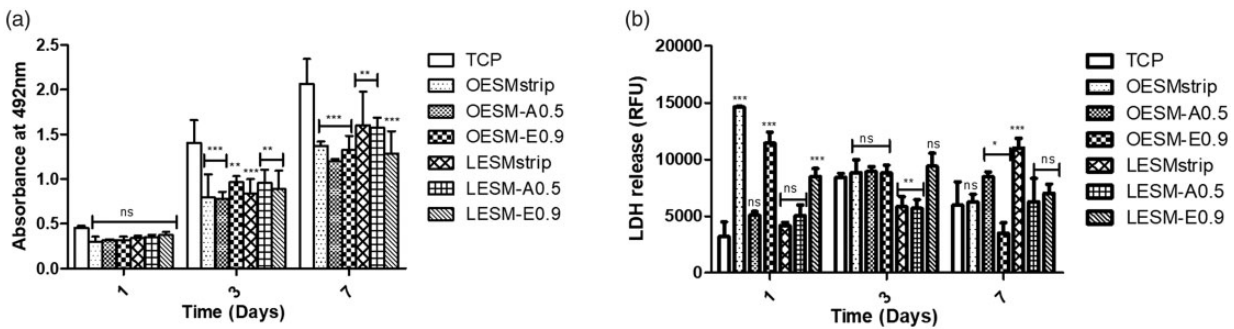 (a)
Absorbance at 492nm
2.5
2.0
1.5
1.0
0.5
0.0
ns
***
**
***
**
***
**
***
1
3
7
Time (Days)
TCP
OESMstrip
OESM-A0.5
OESM-E0.9
LESMstrip
LESM-A0.5
LESM-E0.9
(b)
LDH release (RFU)
20000
15000
10000
5000
0
***
ns
***
ns
***
ns
**
ns
ns
*
***
ns
1
3
7
Time (Days)
TCP
OESMstrip
OESM-A0.5
OESM-E0.9
LESMstrip
LESM-A0.5
LESM-E0.9